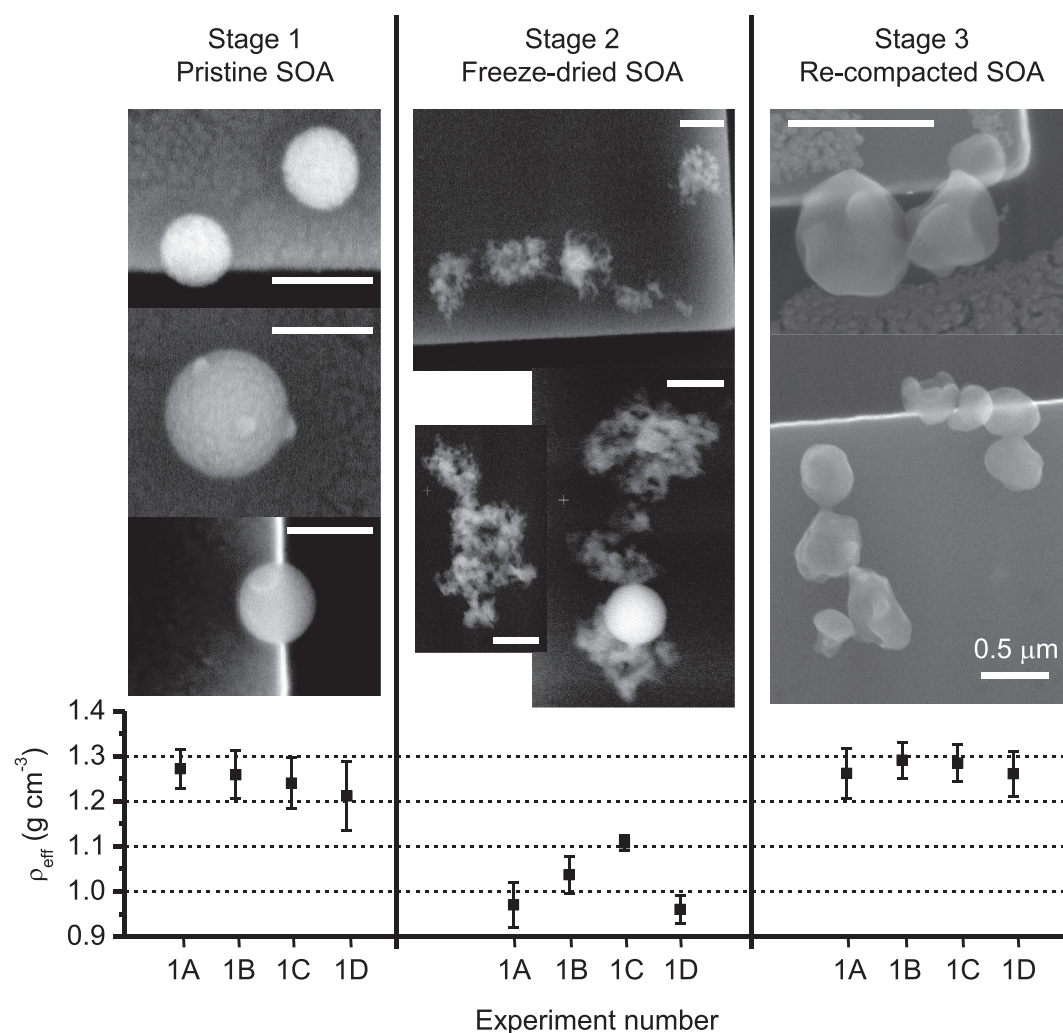 Stage 1
Pristine SOA
Stage 2
Freeze-dried SOA
Stage 3
Re-compacted SOA
0.5 μm
1.4
1.3
1.2
1.1
1.0
0.9
ρeff (g cm-3)
1A 1B 1C 1D
1A 1B 1C 1D
1A 1B 1C 1D
Experiment number